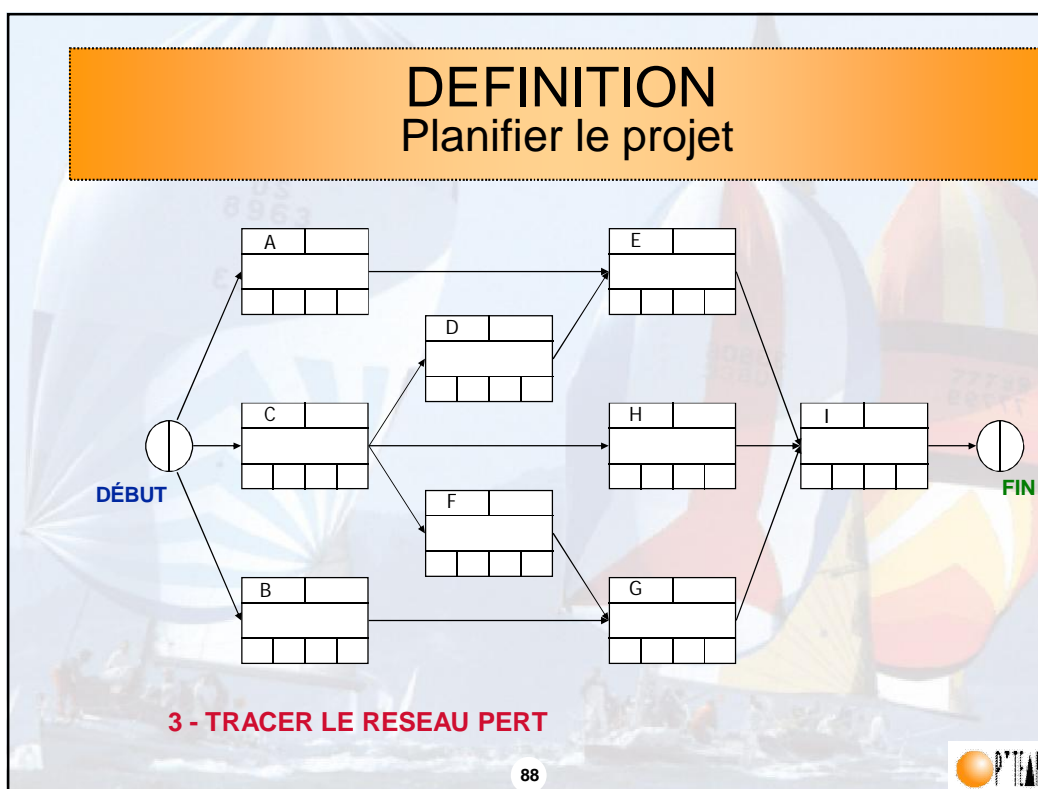 DEFINITION
Planifier le projet
A
E
D
C
H
I
DÉBUT
FIN
F
B
G
3 - TRACER LE RESEAU PERT
88